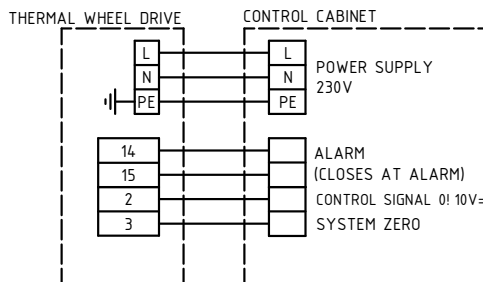 THERMAL WHEEL DRIVE
CONTROL CABINET
L
L
N
N
PE
PE
POWER SUPPLY
230V
14
15
2
3
ALARM
(CLOSES AT ALARM)
CONTROL SIGNAL 0! 10V=
SYSTEM ZERO